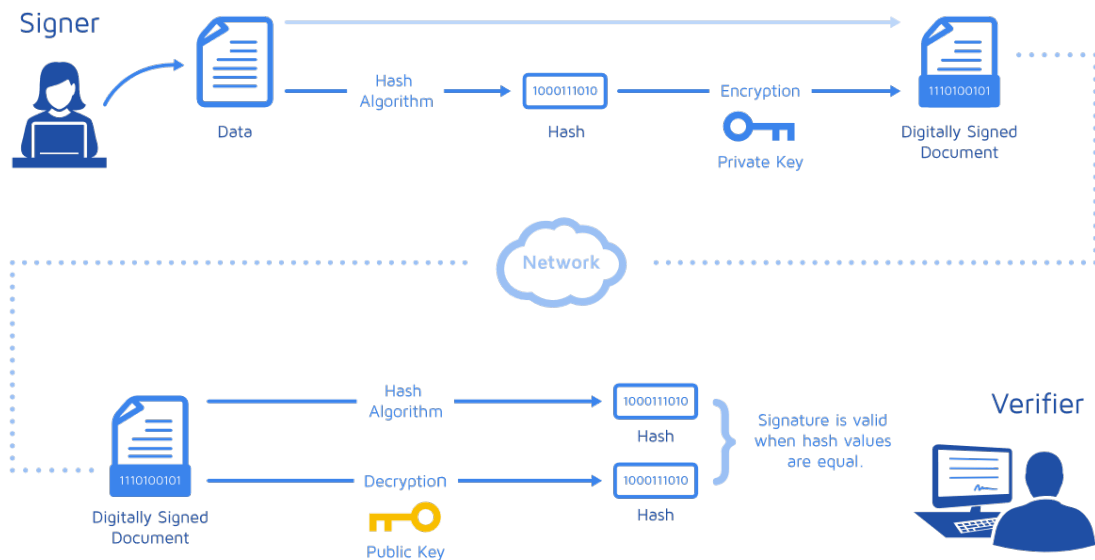 Signer
Data
Hash
Algorithm
1000111010
Hash
Encryption
Private Key
1110100101
Digitally Signed
Document
Network
1110100101
Digitally Signed
Document
Hash
Algorithm
1000111010
Hash
Decryption
Public Key
1000111010
Hash
Signature is valid
when hash values
are equal.
Verifier